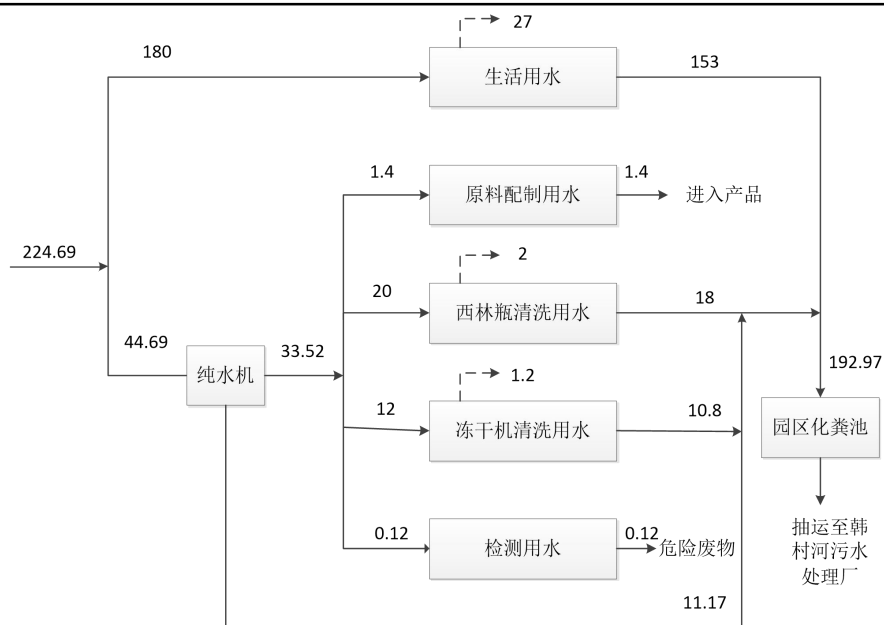 27
180
生活用水
153
1.4
原料配制用水
1.4
进入产品
224.69
2
20
西林瓶清洗用水
18
44.69
纯水机
33.52
1.2
192.97
12
冻干机清洗用水
10.8
园区化粪池
0.12
检测用水
0.12
危险废物
抽运至韩
村河污水
处理厂
11.17